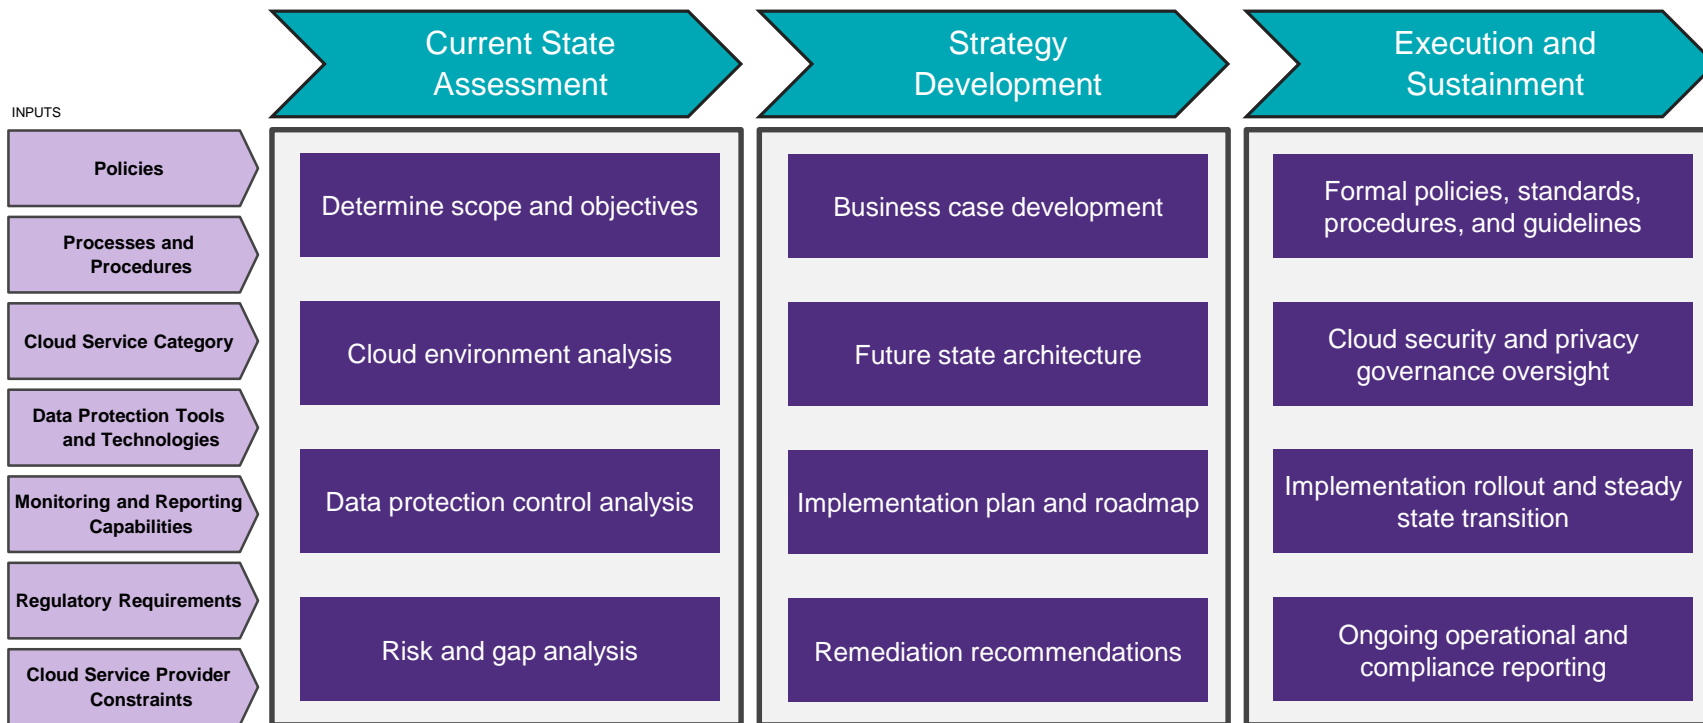 Current State
Assessment
Strategy
Development
Execution and
Sustainment
INPUTS
Policies
Processes and
Procedures
Cloud Service Category
Data Protection Tools
and Technologies
Monitoring and Reporting
Capabilities
Regulatory Requirements
Cloud Service Provider
Constraints
Determine scope and objectives
Cloud environment analysis
Data protection control analysis
Risk and gap analysis
Business case development
Future state architecture
Implementation plan and roadmap
Remediation recommendations
Formal policies, standards,
procedures, and guidelines
Cloud security and privacy
governance oversight
Implementation rollout and steady
state transition
Ongoing operational and
compliance reporting